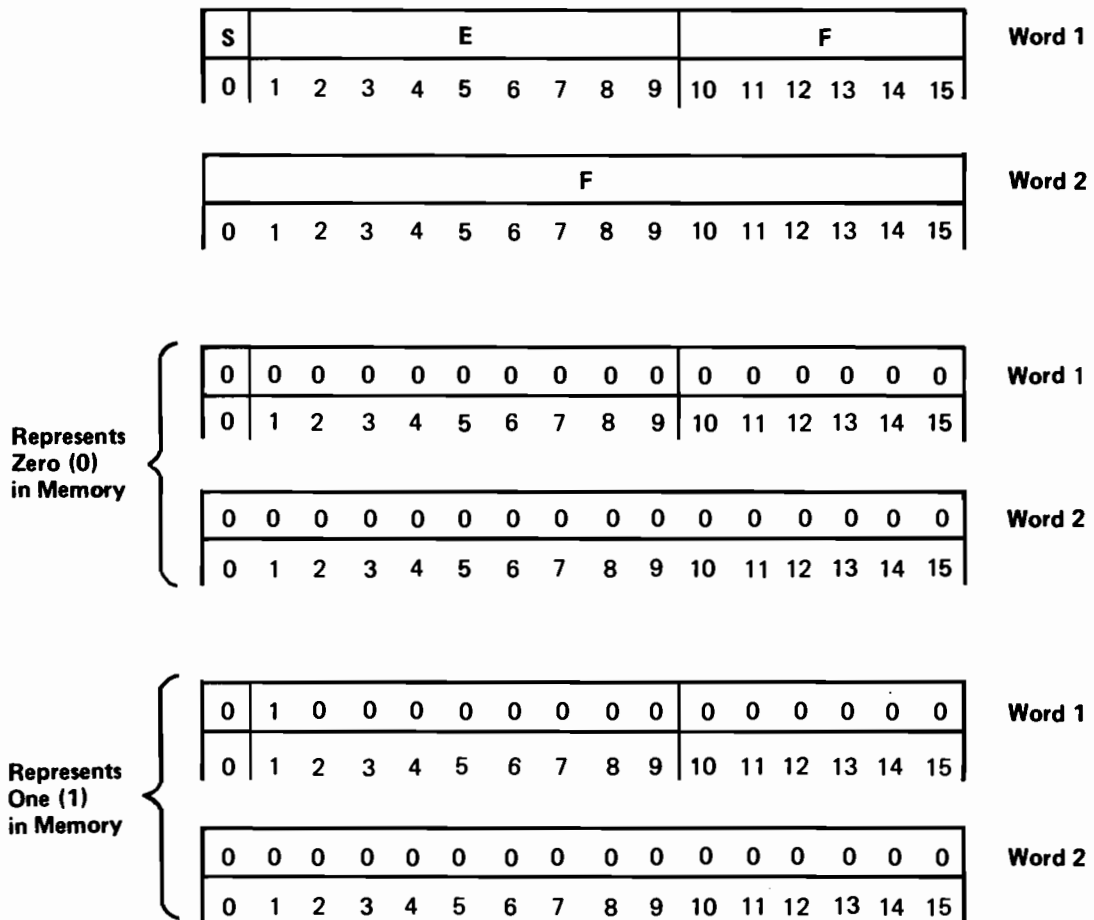 S E F Word 1
0 1 2 3 4 5 6 7 8 9 10 11 12 13 14 15
F Word 2
0 1 2 3 4 5 6 7 8 9 10 11 12 13 14 15
0 0 0 0 0 0 0 0 0 0 0 0 0 0 0 0 Word 1
0 1 2 3 4 5 6 7 8 9 10 11 12 13 14 15
Represents
Zero (0)
in Memory
0 0 0 0 0 0 0 0 0 0 0 0 0 0 0 0 Word 2
0 1 2 3 4 5 6 7 8 9 10 11 12 13 14 15
0 1 0 0 0 0 0 0 0 0 0 0 0 0 0 0 Word 1
0 1 2 3 4 5 6 7 8 9 10 11 12 13 14 15
Represents
One (1)
in Memory
0 0 0 0 0 0 0 0 0 0 0 0 0 0 0 0 Word 2
0 1 2 3 4 5 6 7 8 9 10 11 12 13 14 15